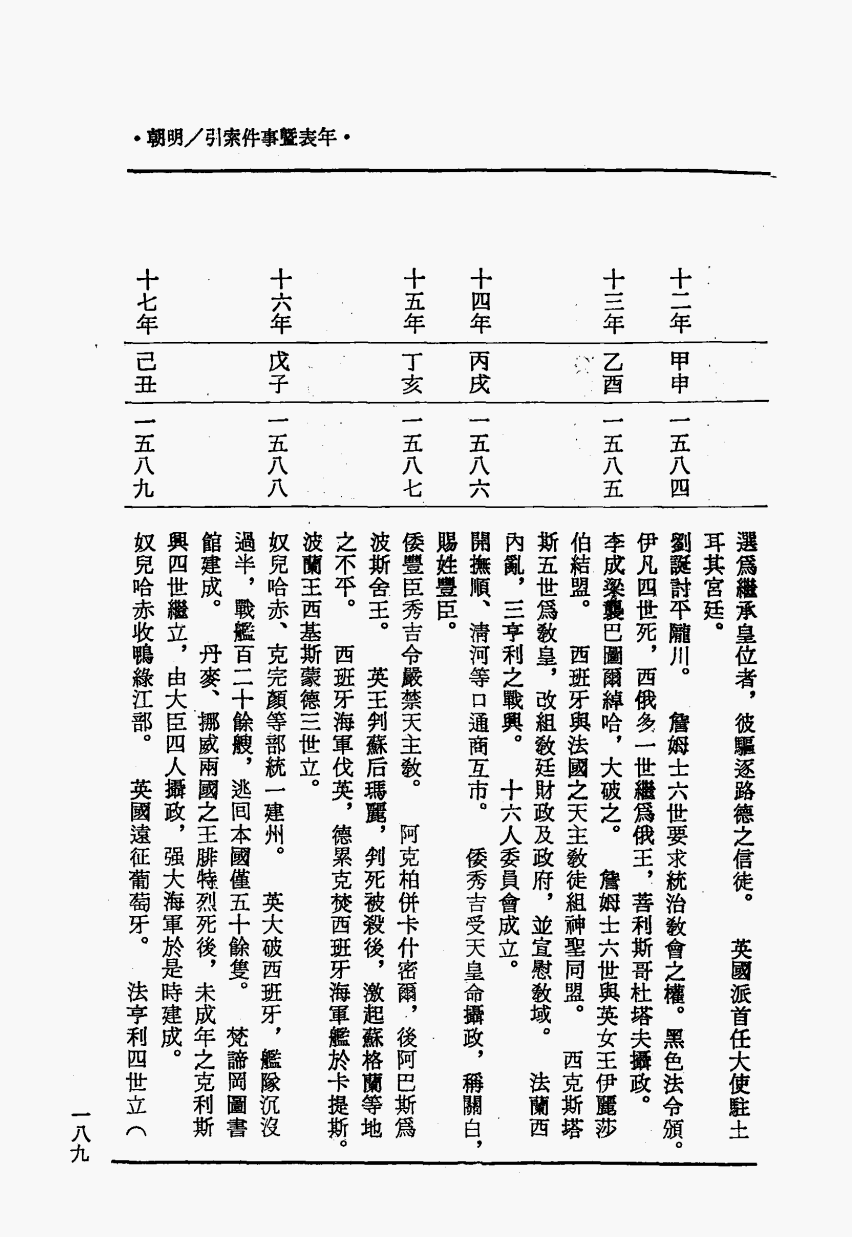 •年表暨事件索引／明朝•
選爲繼承皇位者，彼驅逐路德之信徒。　英國派首任大使駐土
耳其宮廷。
十二年　甲申　一五八四　劉綎討平隴川。　詹姆士六世要求統治敎會之權。黑色法令頒。
伊凡四世死，西俄多一世繼爲俄王，菩利斯哥杜塔夫攝政。
十三年　乙酉　一五八五　李成梁襲巴圖爾綽哈，大破之。　詹姆士六世與英女王伊麗莎
伯結盟。　西班牙與法國之天主敎徒組神聖同盟。　西克斯塔
斯五世爲敎皇，改組敎廷財政及政府，並宣慰敎域。　法蘭西
內亂，三亨利之戰興。　十六人委員會成立。
十四年　丙戌　一五八六　開撫順、淸河等口通商互市。　倭秀吉受天皇命攝政，稱關白，
賜姓豐臣。
十五年　丁亥　一五八七　倭豐臣秀吉令嚴禁天主敎。　阿克柏併卡什密爾，後阿巴斯爲
波斯舍王。　英王判蘇后瑪麗，判死被殺後，激起蘇格蘭等地
之不平。　西班牙海軍伐英，德累克焚西班牙海軍艦於卡提斯。
波蘭王西基斯蒙德三世立。
十六年　戊子　一五八八　奴兒哈赤、克完顏等部統一建州。　英大破西班牙，艦隊沉沒
過半，戰艦百二十餘艘，逃回本國僅五十餘隻。　梵諦岡圖書
館建成。　丹麥、挪威兩國之王腓特烈死後，未成年之克利斯
興四世繼立，由大臣四人攝政，强大海軍於是時建成。
十七年　己丑　一五八九　奴兒哈赤收鴨綠江部。　英國遠征葡萄牙。　法亨利四世立（
一八九